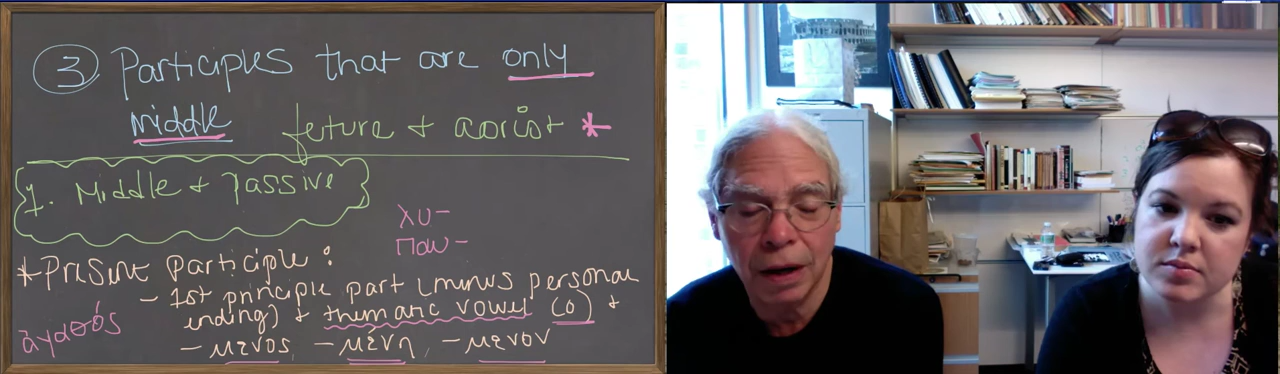 ③ Participles that are only
middle future + aorist *
1. Middle + passive
λυ-
παυ-
*Present Participle:
- 1st principle part (minus personal
ending) + thematic vowel (ο) +
ἀγαθός
-μενος -μένη, -μενον